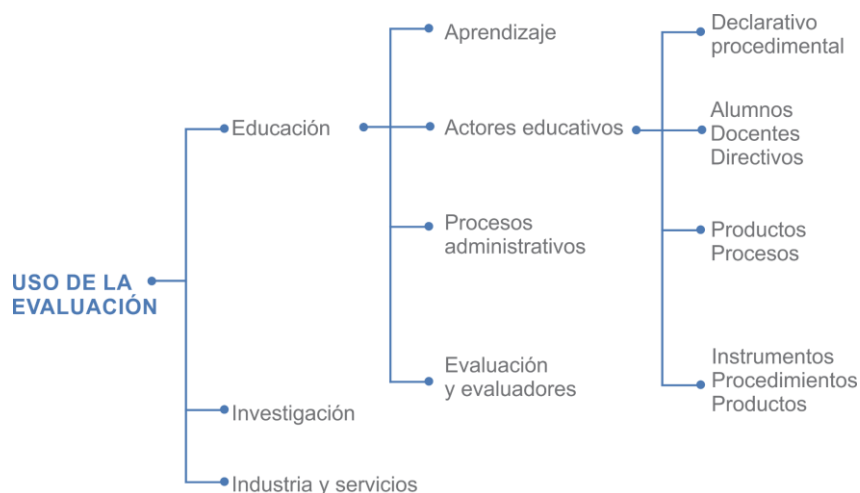 USO DE LA
EVALUACIÓN
Educación
Investigación
Industria y servicios
Aprendizaje
Actores educativos
Procesos
administrativos
Evaluación
y evaluadores
Declarativo
procedimental
Alumnos
Docentes
Directivos
Productos
Procesos
Instrumentos
Procedimientos
Productos